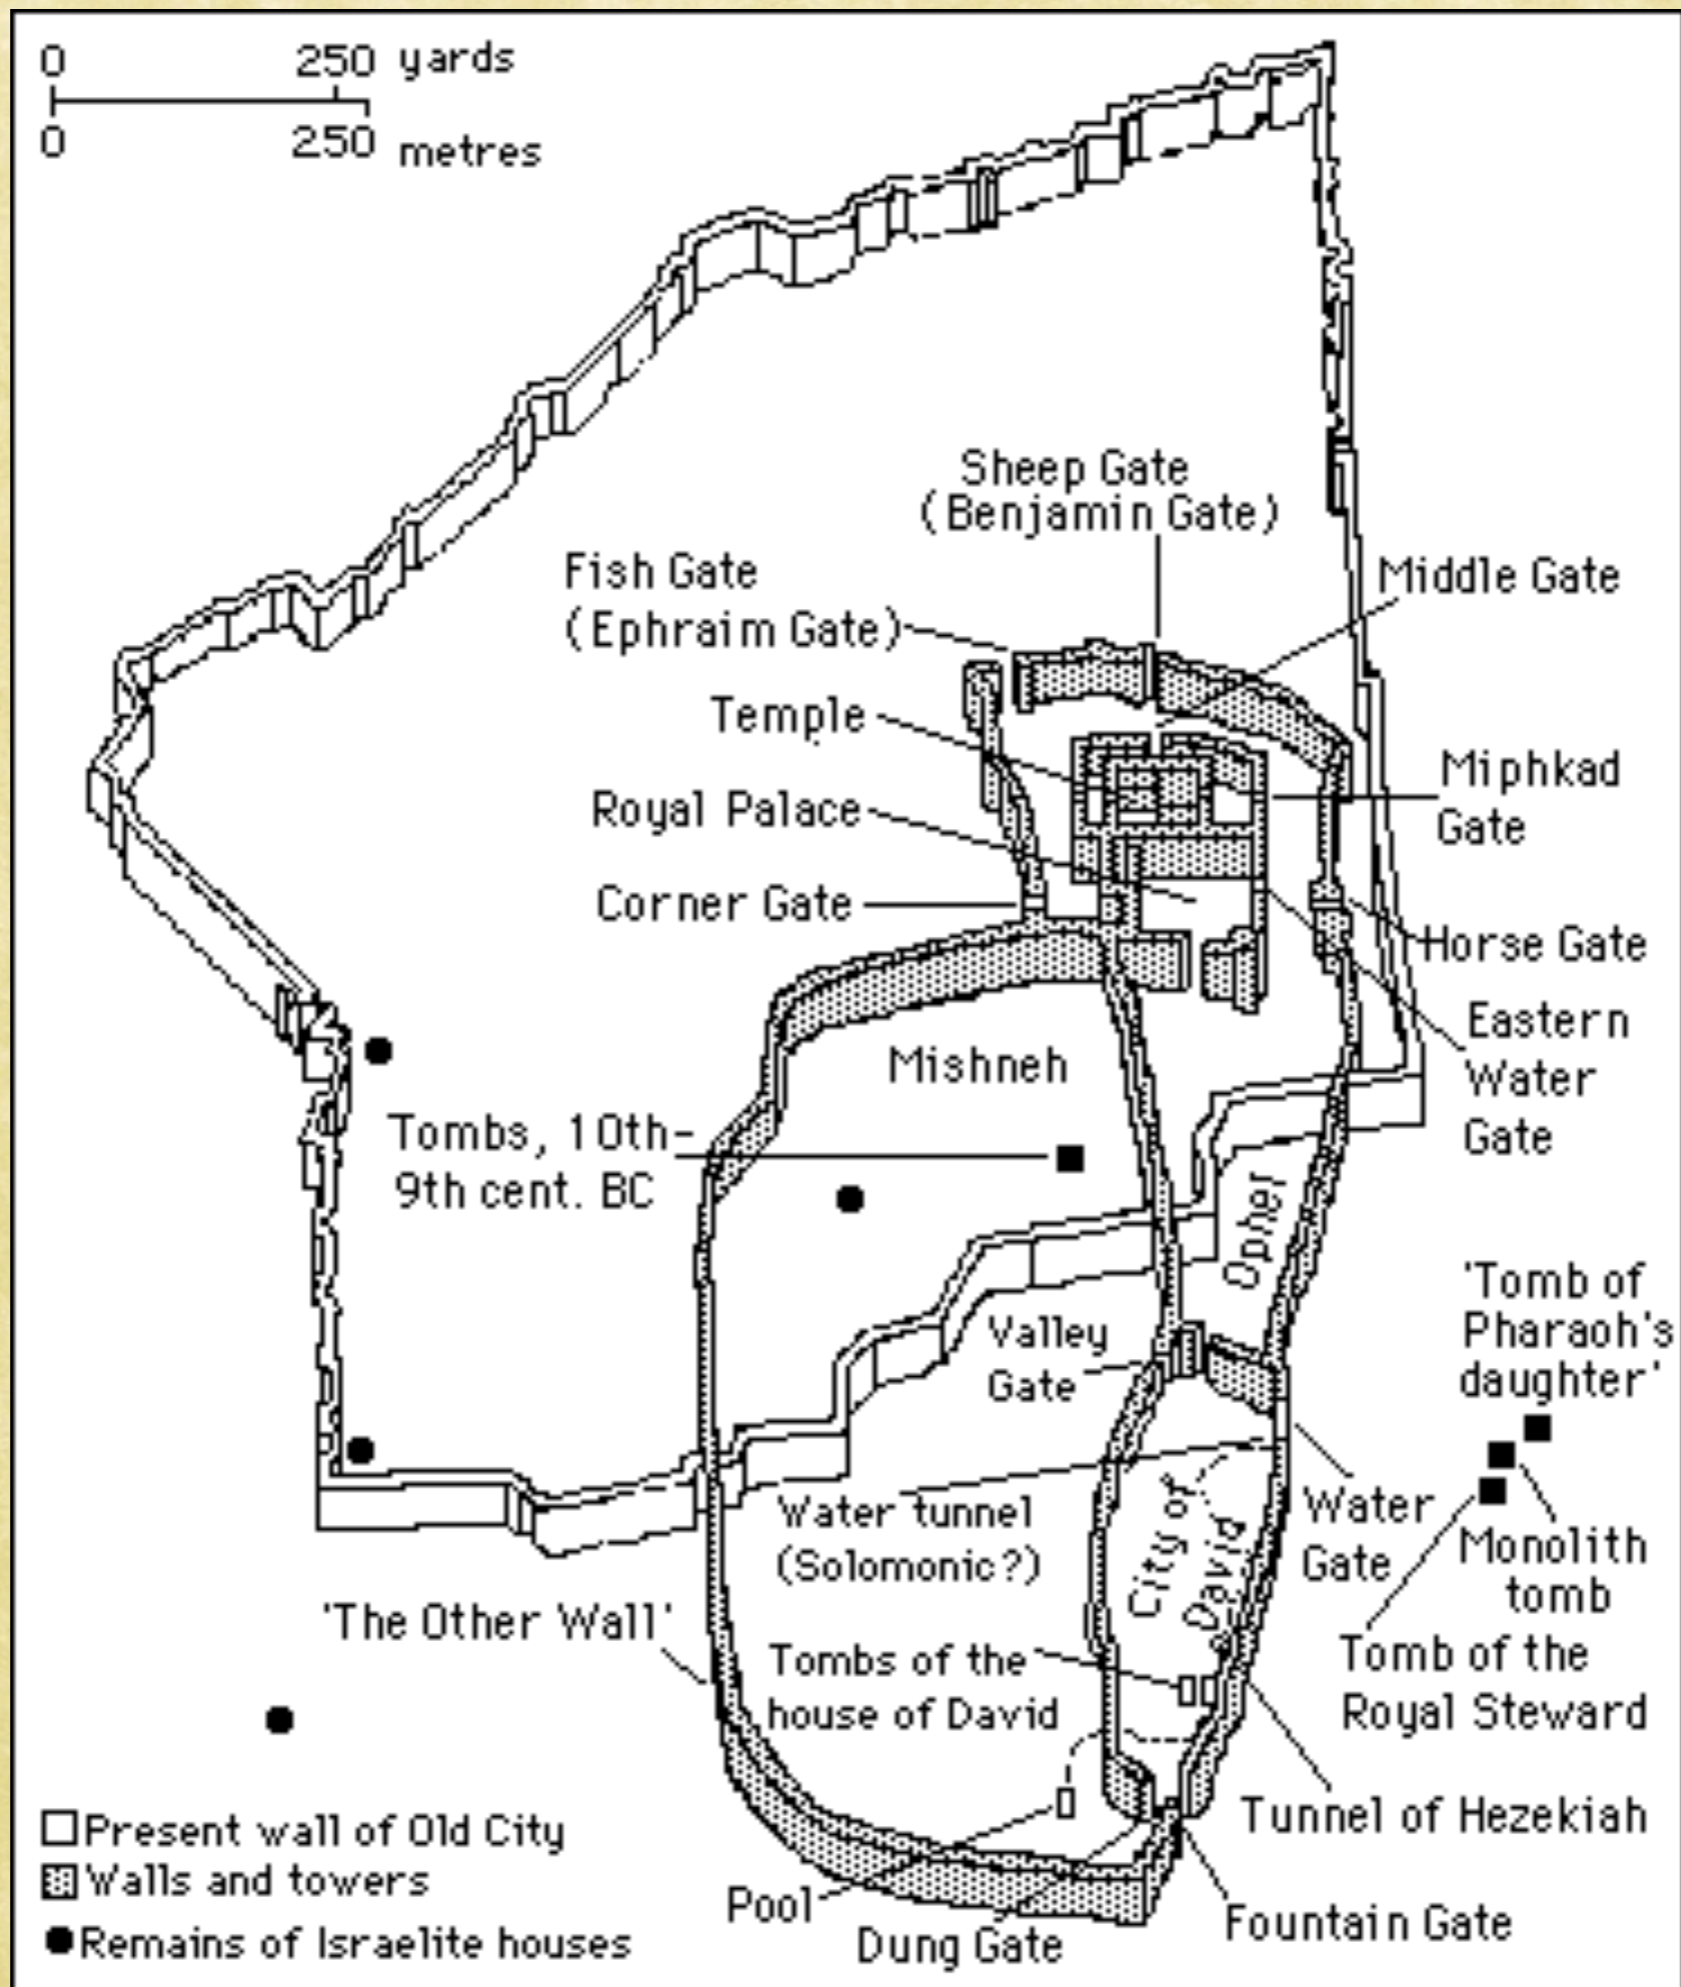 0 250 yards
0 250 metres
Sheep Gate
(Benjamin Gate)
Fish Gate
(Ephraim Gate)
Middle Gate
Temple
Miphkad
Gate
Royal Palace
Corner Gate
Horse Gate
Eastern
Water
Gate
Mishneh
Tombs, 10th-
9th cent. BC
Opher
'Tomb of
Pharaoh's
daughter'
Valley
Gate
Water tunnel
(Solomonic?)
City of
David
Water
Gate
Monolith
tomb
'The Other Wall'
Tombs of the
house of David
Tomb of the
Royal Steward
Tunnel of Hezekiah
Pool
Dung Gate
Fountain Gate
Present wall of Old City
Walls and towers
Remains of Israelite houses